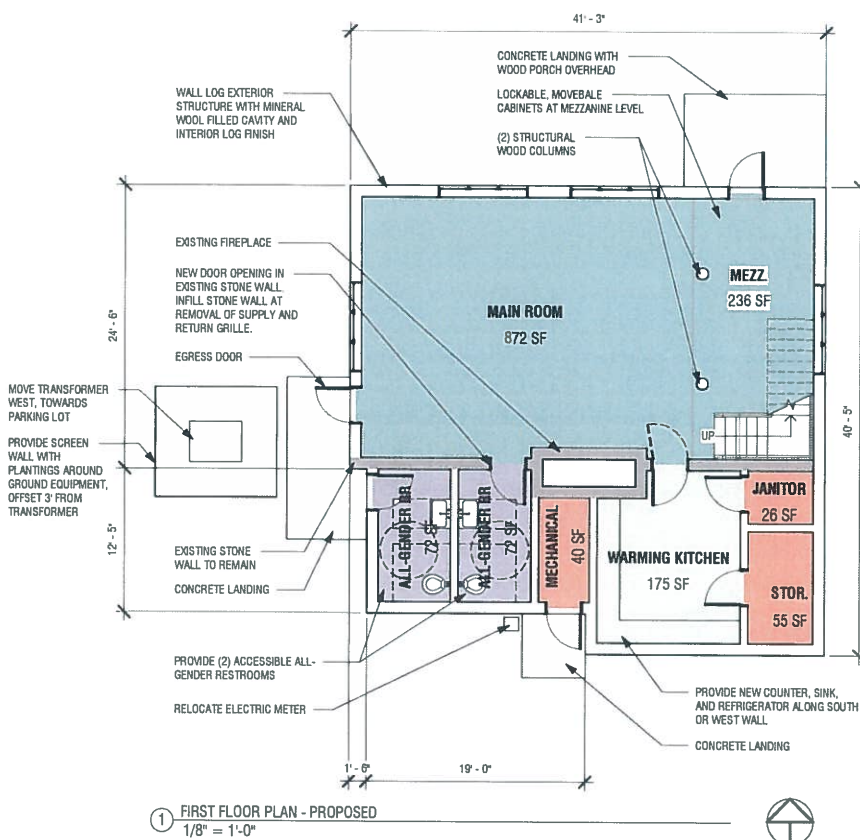 41' - 3"
CONCRETE LANDING WITH
WOOD PORCH OVERHEAD
WALL LOG EXTERIOR
STRUCTURE WITH MINERAL
WOOL FILLED CAVITY AND
INTERIOR LOG FINISH
LOCKABLE, MOVEBALE
CABINETS AT MEZZANINE LEVEL
(2) STRUCTURAL
WOOD COLUMNS
EXISTING FIREPLACE
NEW DOOR OPENING IN
EXISTING STONE WALL.
INFILL STONE WALL AT
REMOVAL OF SUPPLY AND
RETURN GRILLE.
MEZZ.
236 SF
MAIN ROOM
872 SF
24' - 6"
EGRESS DOOR
MOVE TRANSFORMER
WEST, TOWARDS
PARKING LOT
40' - 5"
UP
PROVIDE SCREEN
WALL WITH
PLANTINGS AROUND
GROUND EQUIPMENT,
OFFSET 3' FROM
TRANSFORMER
JANITOR
26 SF
ALL-GENDER BR
72 SF
ALL-GENDER BR
72 SF
MECHANICAL
40 SF
WARMING KITCHEN
175 SF
STOR.
55 SF
12' - 5"
EXISTING STONE
WALL TO REMAIN
CONCRETE LANDING
PROVIDE (2) ACCESSIBLE ALL-
GENDER RESTROOMS
RELOCATE ELECTRIC METER
PROVIDE NEW COUNTER, SINK,
AND REFRIGERATOR ALONG SOUTH
OR WEST WALL
CONCRETE LANDING
1' - 6"
19' - 0"
1
FIRST FLOOR PLAN - PROPOSED
1/8" = 1'-0"